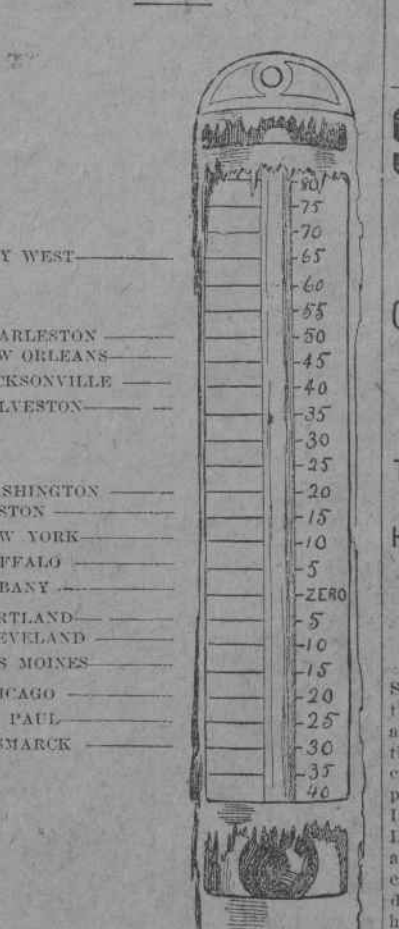 80
75
70
Y WEST 65
60
55
ARLESTON 50
W ORLEANS 45
CKSONVILLE 40
LVESTON 35
30
25
SHINGTON 20
STON 15
W YORK 10
FFALO 5
BANY ZERO
RTLAND 5
EVELAND 10
S MOINES 15
ICAGO 20
PAUL 25
SMARCK 30
35
40